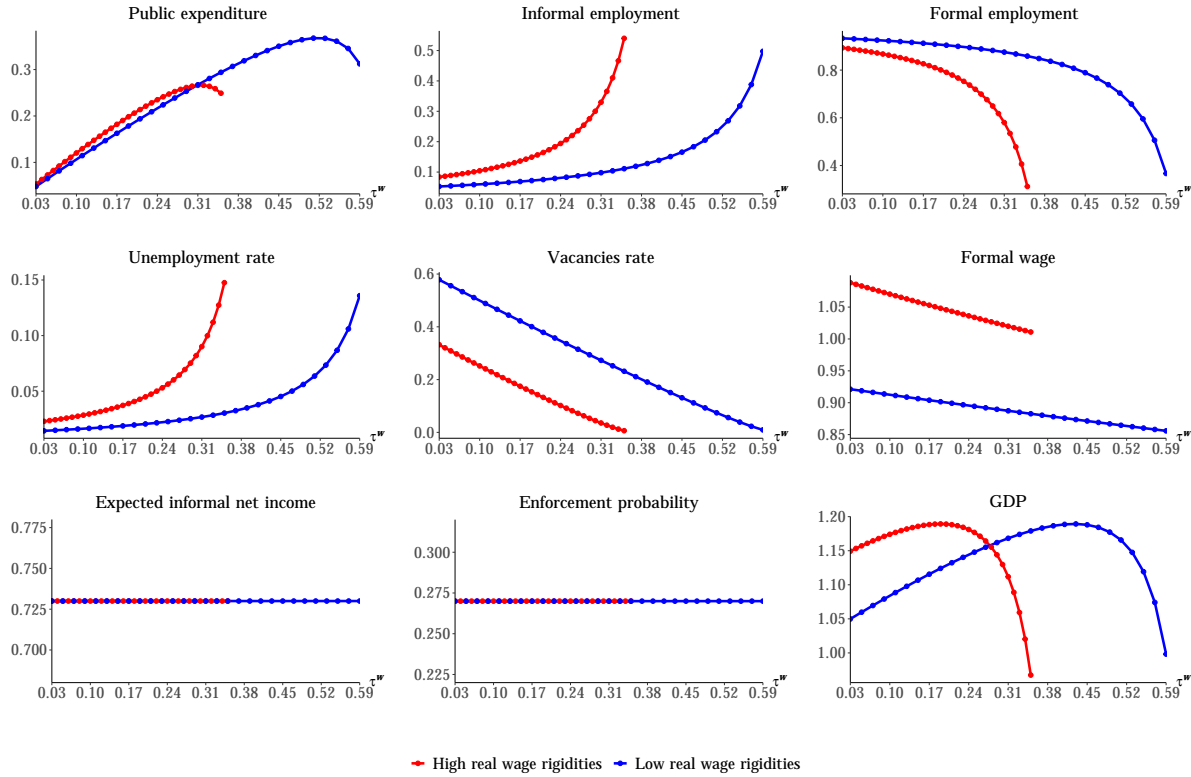 Public expenditure
0.3
0.2
0.1
0.03 0.10 0.17 0.24 0.31 0.38 0.45 0.52 0.59
τʷ
Informal employment
0.5
0.4
0.3
0.2
0.1
0.03 0.10 0.17 0.24 0.31 0.38 0.45 0.52 0.59
τʷ
Formal employment
0.8
0.6
0.4
0.03 0.10 0.17 0.24 0.31 0.38 0.45 0.52 0.59
τʷ
Unemployment rate
0.15
0.10
0.05
0.03 0.10 0.17 0.24 0.31 0.38 0.45 0.52 0.59
τʷ
Vacancies rate
0.6
0.4
0.2
0.0
0.03 0.10 0.17 0.24 0.31 0.38 0.45 0.52 0.59
τʷ
Formal wage
1.05
1.00
0.95
0.90
0.85
0.03 0.10 0.17 0.24 0.31 0.38 0.45 0.52 0.59
τʷ
Expected informal net income
0.775
0.750
0.725
0.700
0.03 0.10 0.17 0.24 0.31 0.38 0.45 0.52 0.59
τʷ
Enforcement probability
0.300
0.275
0.250
0.225
0.03 0.10 0.17 0.24 0.31 0.38 0.45 0.52 0.59
τʷ
GDP
1.20
1.15
1.10
1.05
1.00
0.03 0.10 0.17 0.24 0.31 0.38 0.45 0.52 0.59
τʷ
High real wage rigidities Low real wage rigidities